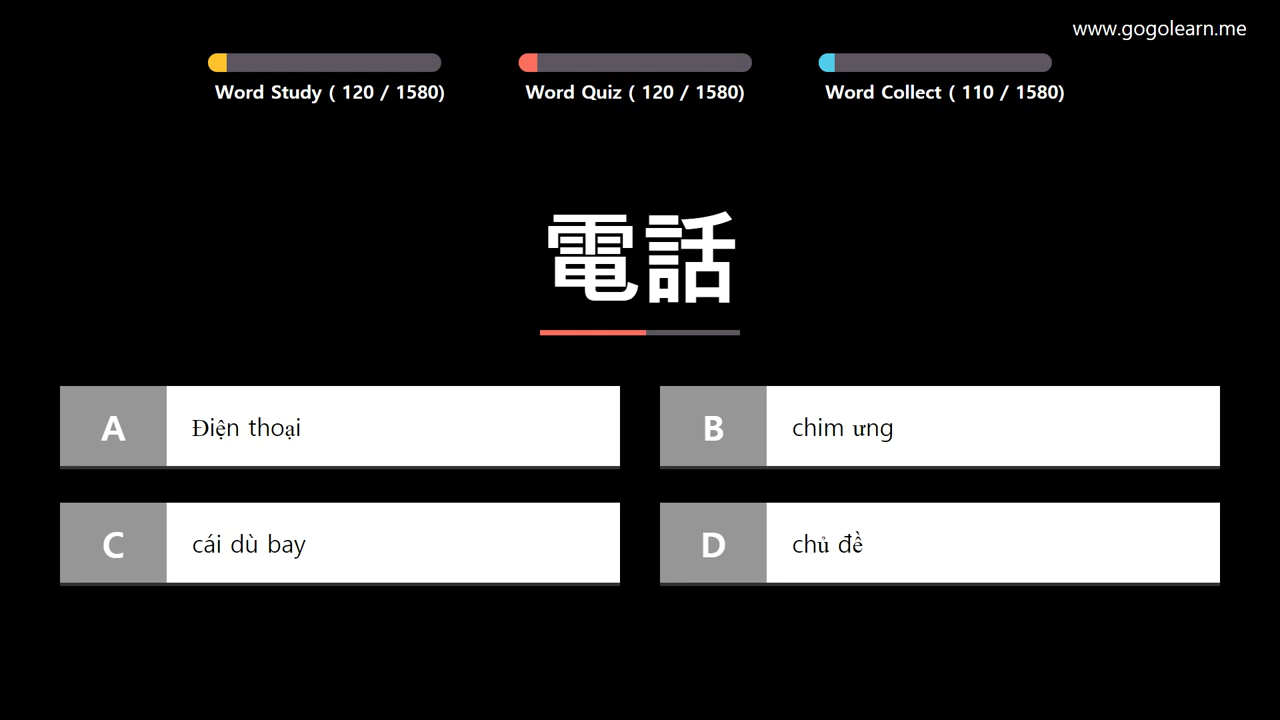 www.gogolearn.me
Word Study ( 120 / 1580)
Word Quiz ( 120 / 1580)
Word Collect ( 110 / 1580)
電話
A
Điện thoại
B
chim ưng
C
cái dù bay
D
chủ đề